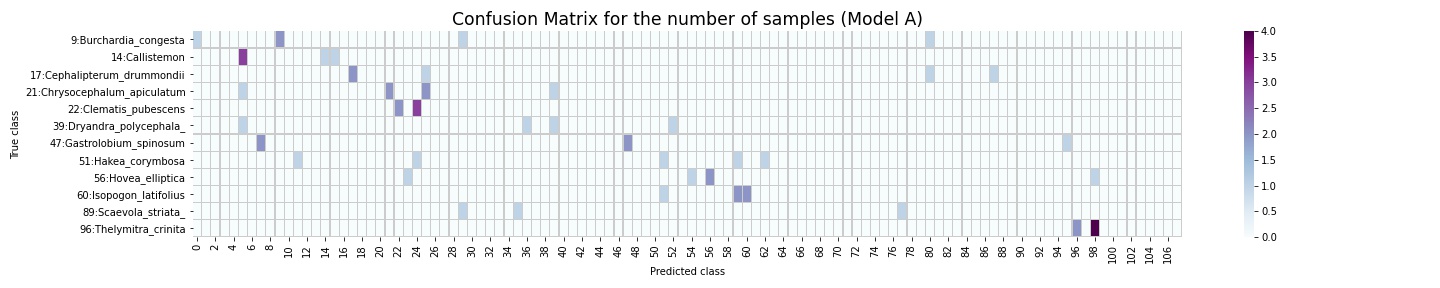 Confusion Matrix for the number of samples (Model A)
True class
9:Burchardia_congesta
14:Callistemon
17:Cephalipterum_drummondii
21:Chrysocephalum_apiculatum
22:Clematis_pubescens
39:Dryandra_polycephala_
47:Gastrolobium_spinosum
51:Hakea_corymbosa
56:Hovea_elliptica
60:Isopogon_latifolius
89:Scaevola_striata_
96:Thelymitra_crinita
0 2 4 6 8 10 12 14 16 18 20 22 24 26 28 30 32 34 36 38 40 42 44 46 48 50 52 54 56 58 60 62 64 66 68 70 72 74 76 78 80 82 84 86 88 90 92 94 96 98 100 102 104 106
Predicted class
4.0
3.5
3.0
2.5
2.0
1.5
1.0
0.5
0.0